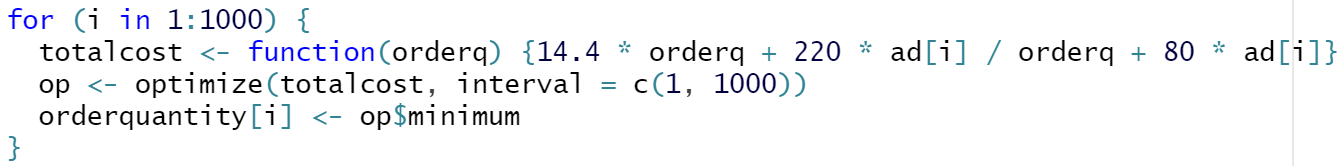 for (i in 1:1000) {
  totalcost <- function(orderq) {14.4 * orderq + 220 * ad[i] / orderq + 80 * ad[i]}
  op <- optimize(totalcost, interval = c(1, 1000))
  orderquantity[i] <- op$minimum
}